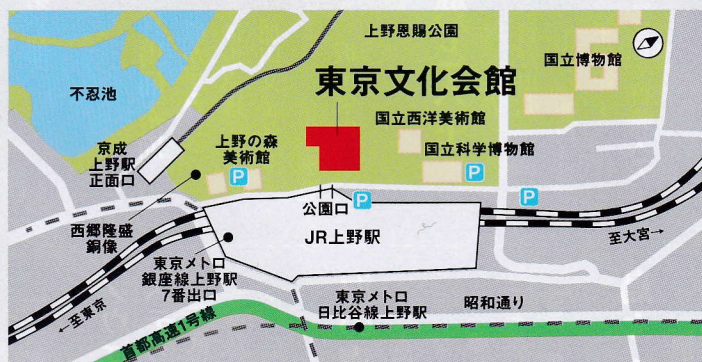 上野恩賜公園
国立博物館
不忍池
東京文化会館
国立西洋美術館
京成
上野駅
正面口
上野の森
美術館
国立科学博物館
P
P
P
P
公園口
西郷隆盛
銅像
JR上野駅
至大宮→
東京メトロ
銀座線上野駅
7番出口
東京メトロ
日比谷線上野駅
昭和通り
←至東京
首都高速1号線